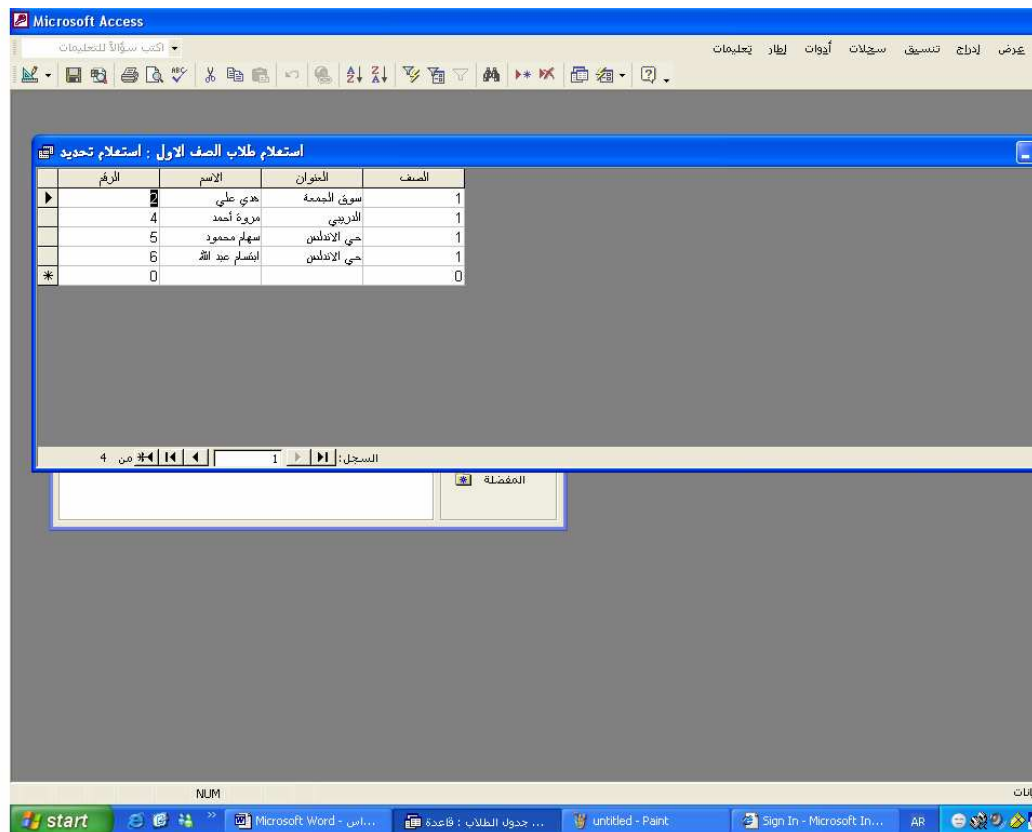 Microsoft Access
عرض إدراج تنسيق سجلات أدوات إطار تعليمات
اكتب سؤالاً للتعليمات
استعلام طلاب الصف الاول : استعلام تحديد
الرقم الاسم العنوان الصف
2 هدي علي سوق الجمعة 1
4 مروة أحمد الدريبي 1
5 سهام محمود حي الاندلس 1
6 ابتسام عبد الله حي الاندلس 1
0 0
السجل: 1 من 4
المفضلة
NUM
start
Microsoft Word - اس...
جدول الطلاب : قاعدة ...
untitled - Paint
Sign In - Microsoft In...
AR